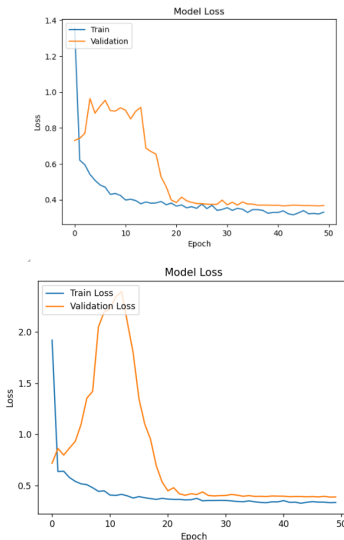 Model Loss
1.4
Train
Validation
1.2
1.0
Loss
0.8
0.6
0.4
0 10 20 30 40 50
Epoch
Model Loss
Train Loss
Validation Loss
2.0
1.5
Loss
1.0
0.5
0 10 20 30 40 50
Epoch